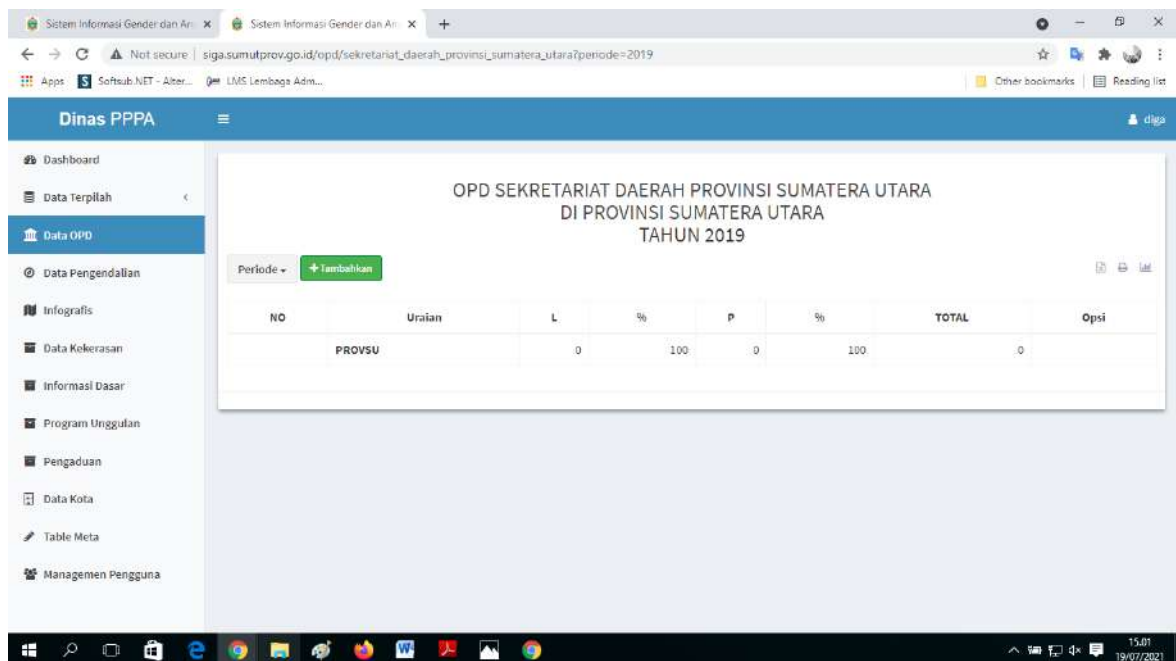 Sistem Informasi Gender dan An
Sistem Informasi Gender dan An
Not secure
siga.sumutprov.go.id/opd/sekretariat_daerah_provinsi_sumatera_utara?periode=2019
Apps
Softsub.NET - Alter...
LMS Lembaga Adm...
Other bookmarks
Reading list
Dinas PPPA
diga
Dashboard
Data Terpilah
Data OPD
Data Pengendalian
Infografis
Data Kekerasan
Informasi Dasar
Program Unggulan
Pengaduan
Data Kota
Table Meta
Managemen Pengguna
OPD SEKRETARIAT DAERAH PROVINSI SUMATERA UTARA
DI PROVINSI SUMATERA UTARA
TAHUN 2019
Periode
+Tambahkan
NO Uraian L % P % TOTAL Opsi
PROVSU 0 100 0 100 0
15.01
19/07/2021